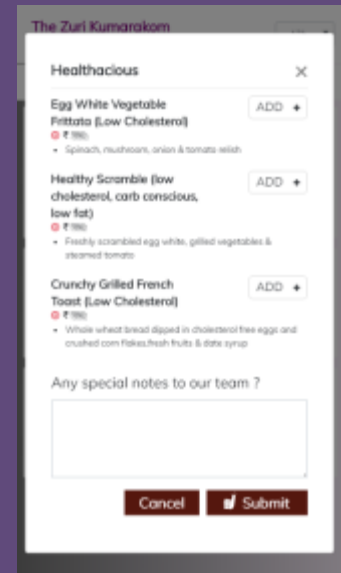 The Zuri Kumarakom
Healthacious
Egg White Vegetable
Frittata (Low Cholesterol)
ADD +
₹
• Spinach, mushroom, onion & tomato relish
Healthy Scramble (low
cholesterol, carb conscious,
low fat)
ADD +
₹
• Freshly scrambled egg white, grilled vegetables &
steamed tomato
Crunchy Grilled French
Toast (Low Cholesterol)
ADD +
₹
• Whole wheat bread dipped in cholesterol free eggs and
crushed corn flakes,fresh fruits & date syrup
Any special notes to our team ?
Cancel
Submit